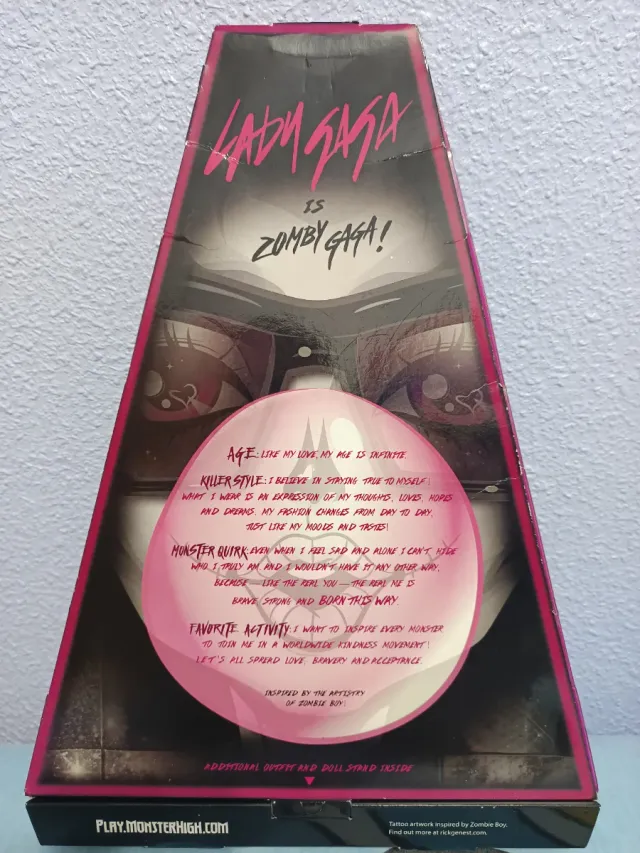 LADY GAGA
IS
ZOMBY GAGA!
AGE: LIKE MY LOVE, MY AGE IS INFINITE.
KILLER STYLE: I BELIEVE IN STAYING TRUE TO MYSELF!
WHAT I WEAR IS AN EXPRESSION OF MY THOUGHTS, LOVES, HOPES
AND DREAMS. MY FASHION CHANGES FROM DAY TO DAY,
JUST LIKE MY MOODS AND TASTES!
MONSTER QUIRK: EVEN WHEN I FEEL SAD AND ALONE I CAN'T HIDE
WHO I TRULY AM AND I WOULDN'T HAVE IT ANY OTHER WAY,
BECAUSE — LIKE THE REAL YOU — THE REAL ME IS
BRAVE, STRONG AND BORN THIS WAY.
FAVORITE ACTIVITY: I WANT TO INSPIRE EVERY MONSTER
TO JOIN ME IN A WORLDWIDE KINDNESS MOVEMENT!
LET'S ALL SPREAD LOVE, BRAVERY AND ACCEPTANCE.
INSPIRED BY THE ARTISTRY
OF ZOMBIE BOY!
ADDITIONAL OUTFIT AND DOLL STAND INSIDE
PLAY.MONSTERHIGH.COM
Tattoo artwork inspired by Zombie Boy.
Find out more at rickgenest.com.